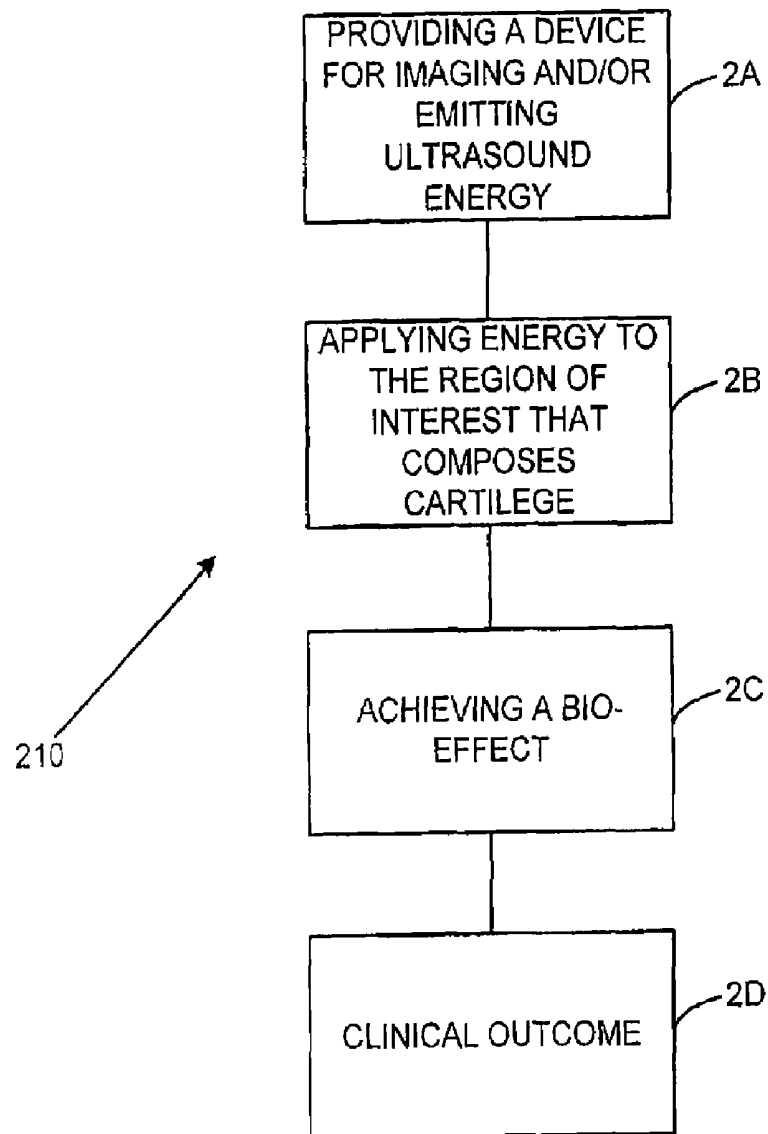 PROVIDING A DEVICE
FOR IMAGING AND/OR
EMITTING
ULTRASOUND
ENERGY
2A
APPLYING ENERGY TO
THE REGION OF
INTEREST THAT
COMPOSES
CARTILEGE
2B
ACHIEVING A BIO-
EFFECT
2C
210
CLINICAL OUTCOME
2D